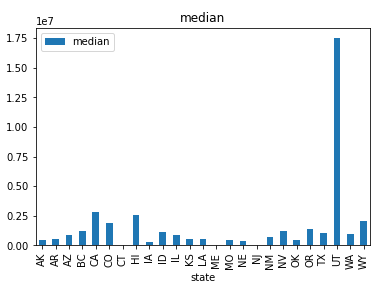 median
1e7
median
1.75
1.50
1.25
1.00
0.75
0.50
0.25
0.00
AK AR AZ BC CA CO CT HI IA ID IL KS LA ME MO NE NJ NM NV OK OR TX UT WA WY
state